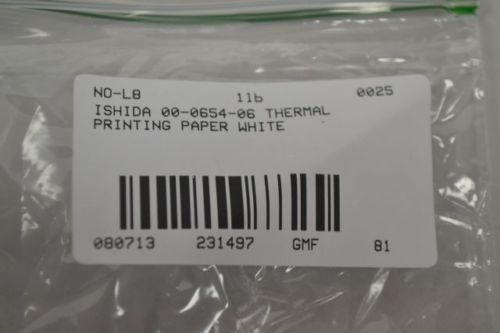 NO-L8 11b 0025
ISHIDA 00-0654-06 THERMAL
PRINTING PAPER WHITE
080713 231497 GMF 81